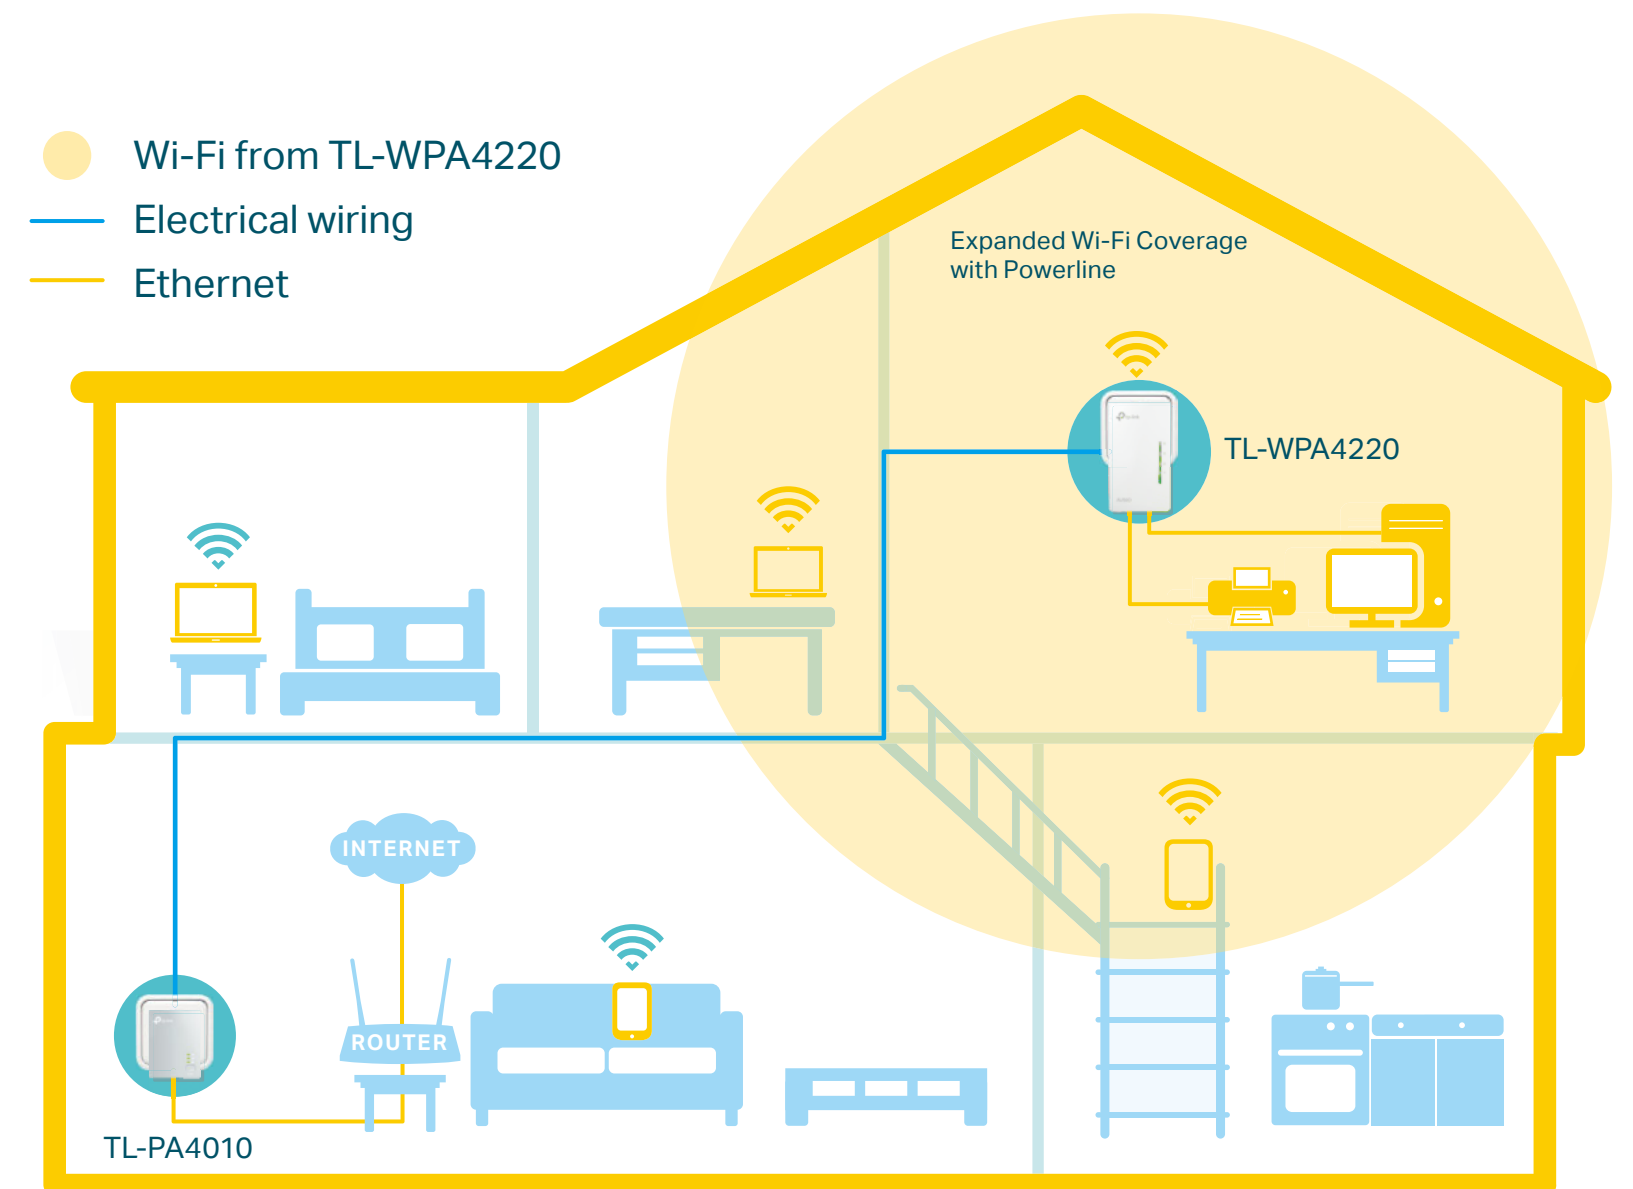 Wi-Fi from TL-WPA4220
Electrical wiring
Ethernet
Expanded Wi-Fi Coverage
with Powerline
TL-WPA4220
INTERNET
ROUTER
TL-PA4010